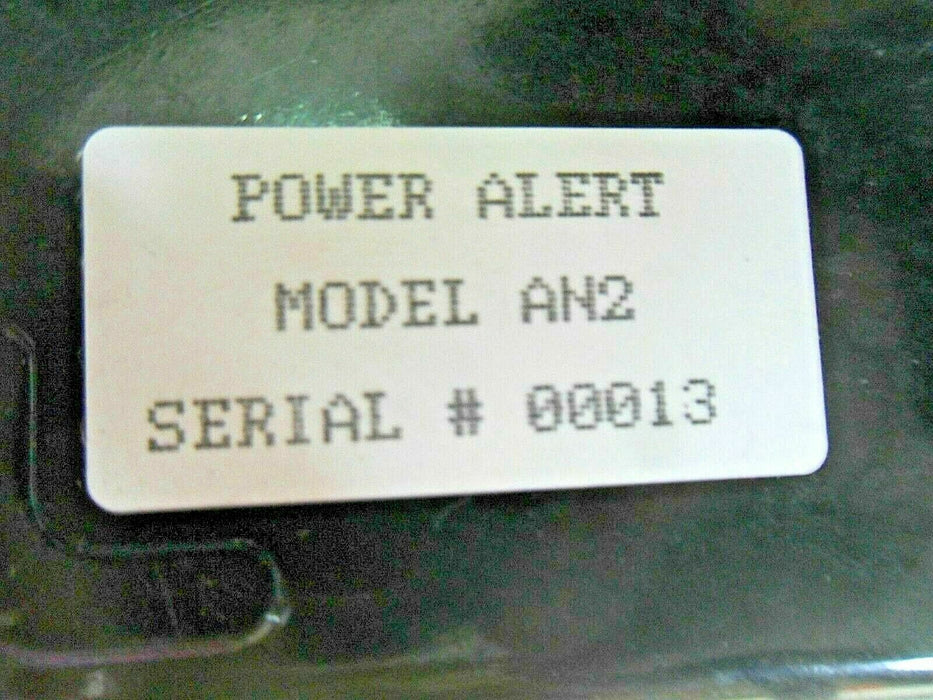 POWER ALERT
MODEL AN2
SERIAL # 00013